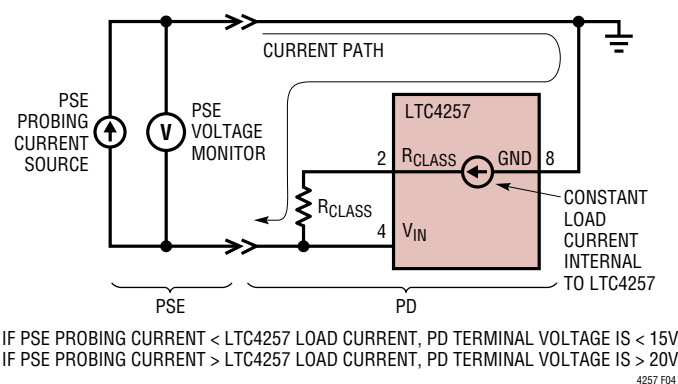 CURRENT PATH
PSE
PROBING
CURRENT
SOURCE
V
PSE
VOLTAGE
MONITOR
LTC4257
2
RCLASS
GND
8
RCLASS
4
VIN
CONSTANT
LOAD
CURRENT
INTERNAL
TO LTC4257
PSE
PD
IF PSE PROBING CURRENT < LTC4257 LOAD CURRENT, PD TERMINAL VOLTAGE IS < 15V
IF PSE PROBING CURRENT > LTC4257 LOAD CURRENT, PD TERMINAL VOLTAGE IS > 20V
4257 F04